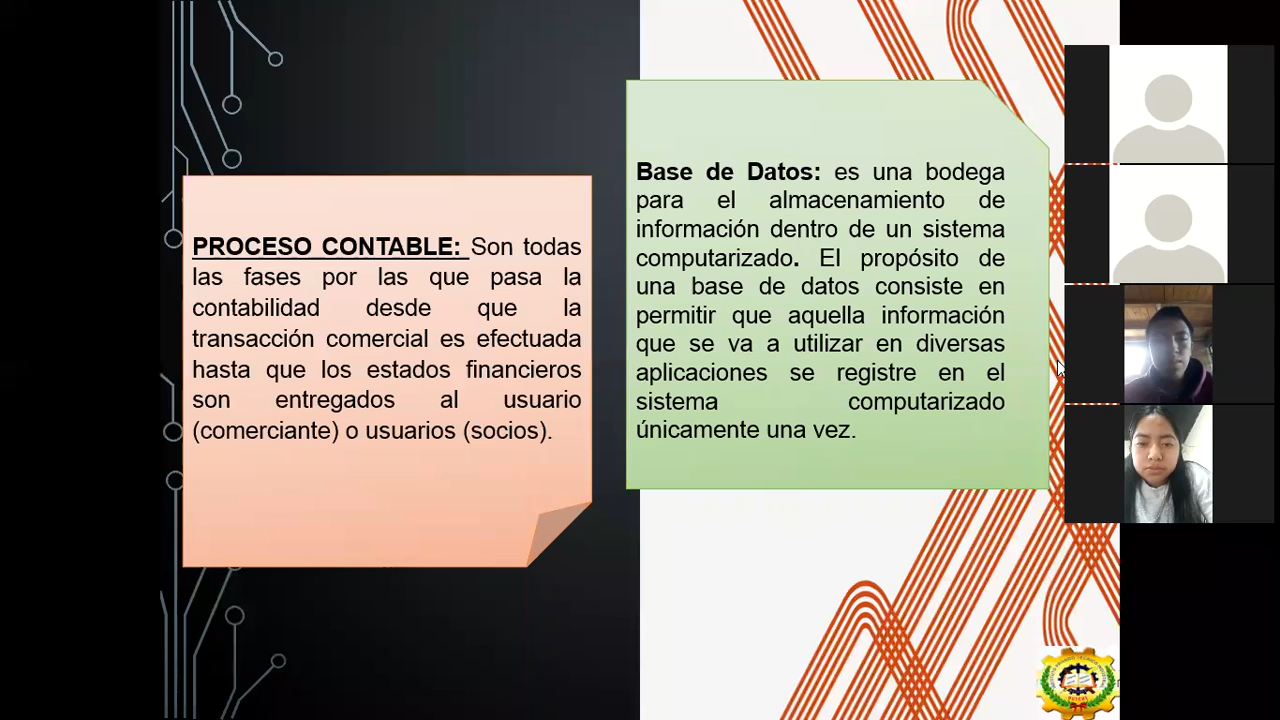 PROCESO CONTABLE: Son todas
las fases por las que pasa la
contabilidad desde que la
transacción comercial es efectuada
hasta que los estados financieros
son entregados al usuario
(comerciante) o usuarios (socios).
Base de Datos: es una bodega
para el almacenamiento de
información dentro de un sistema
computarizado. El propósito de
una base de datos consiste en
permitir que aquella información
que se va a utilizar en diversas
aplicaciones se registre en el
sistema computarizado
únicamente una vez.